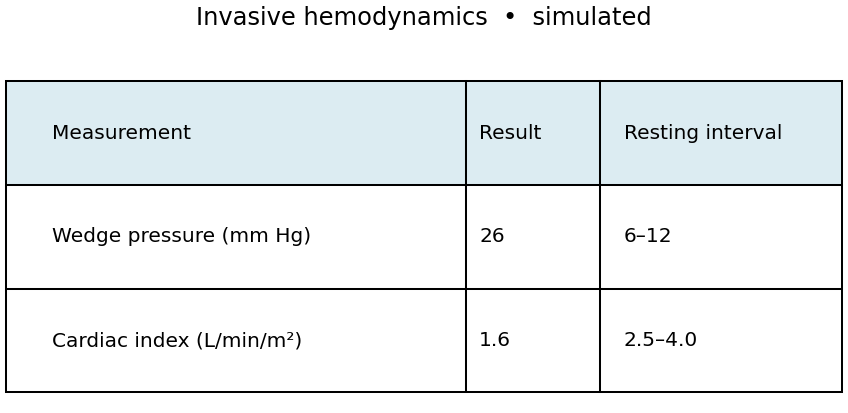 Invasive hemodynamics • simulated
Measurement Result Resting interval
Wedge pressure (mm Hg) 26 6–12
Cardiac index (L/min/m²) 1.6 2.5–4.0